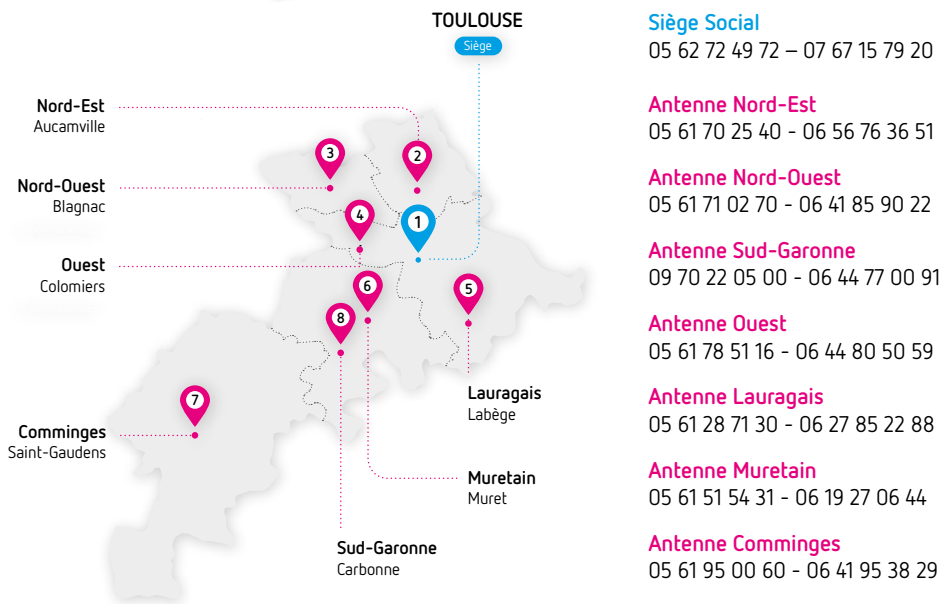 TOULOUSE
Siège
Nord-Est
Aucamville
Nord-Ouest
Blagnac
Ouest
Colomiers
Comminges
Saint-Gaudens
3
2
4
1
6
5
8
7
Lauragais
Labège
Muretain
Muret
Sud-Garonne
Carbonne
Siège Social
05 62 72 49 72 – 07 67 15 79 20
Antenne Nord-Est
05 61 70 25 40 - 06 56 76 36 51
Antenne Nord-Ouest
05 61 71 02 70 - 06 41 85 90 22
Antenne Sud-Garonne
09 70 22 05 00 - 06 44 77 00 91
Antenne Ouest
05 61 78 51 16 - 06 44 80 50 59
Antenne Lauragais
05 61 28 71 30 - 06 27 85 22 88
Antenne Muretain
05 61 51 54 31 - 06 19 27 06 44
Antenne Comminges
05 61 95 00 60 - 06 41 95 38 29